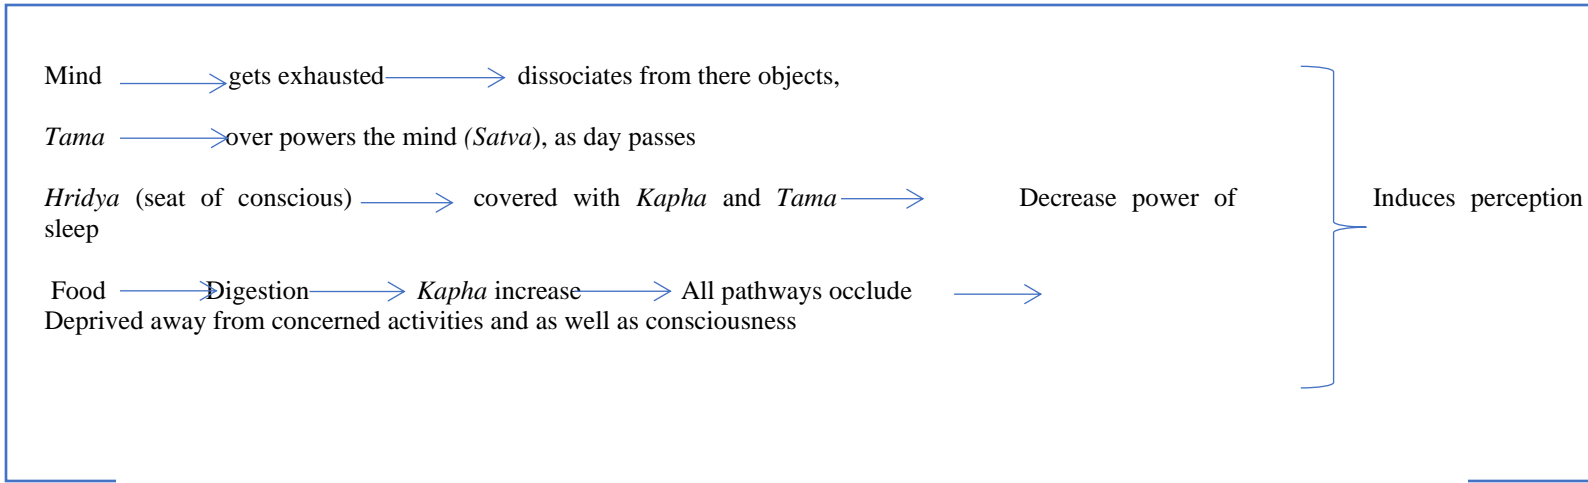 Mind gets exhausted dissociates from there objects,
Tama over powers the mind (Satva), as day passes
Hridya (seat of conscious) covered with Kapha and Tama Decrease power of Induces perception
sleep
Food Digestion Kapha increase All pathways occlude
Deprived away from concerned activities and as well as consciousness